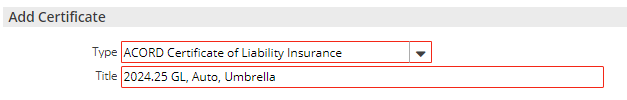 Add Certificate
Type ACORD Certificate of Liability Insurance
Title 2024.25 GL, Auto, Umbrella